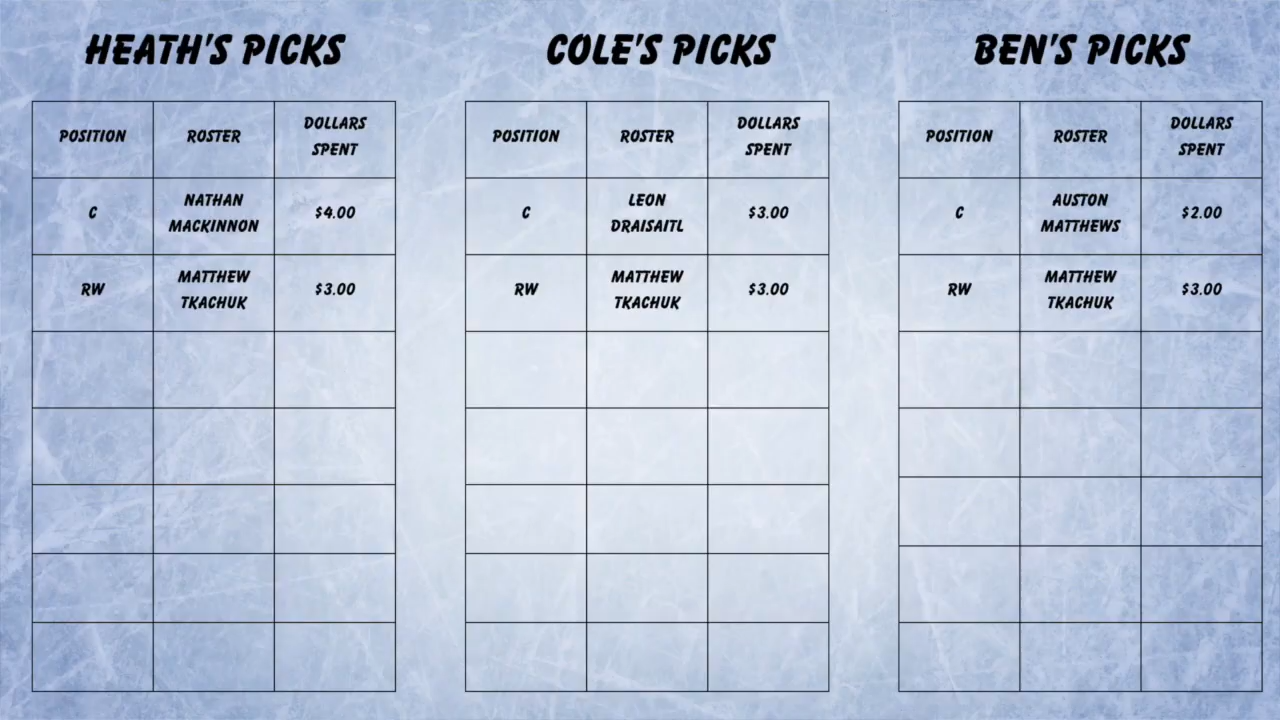 HEATH'S PICKS
POSITION
ROSTER
DOLLARS
SPENT
C
NATHAN
MACKINNON
$4.00
RW
MATTHEW
TKACHUK
$3.00
COLE'S PICKS
POSITION
ROSTER
DOLLARS
SPENT
C
LEON
DRAISAITL
$3.00
RW
MATTHEW
TKACHUK
$3.00
BEN'S PICKS
POSITION
ROSTER
DOLLARS
SPENT
C
AUSTON
MATTHEWS
$2.00
RW
MATTHEW
TKACHUK
$3.00